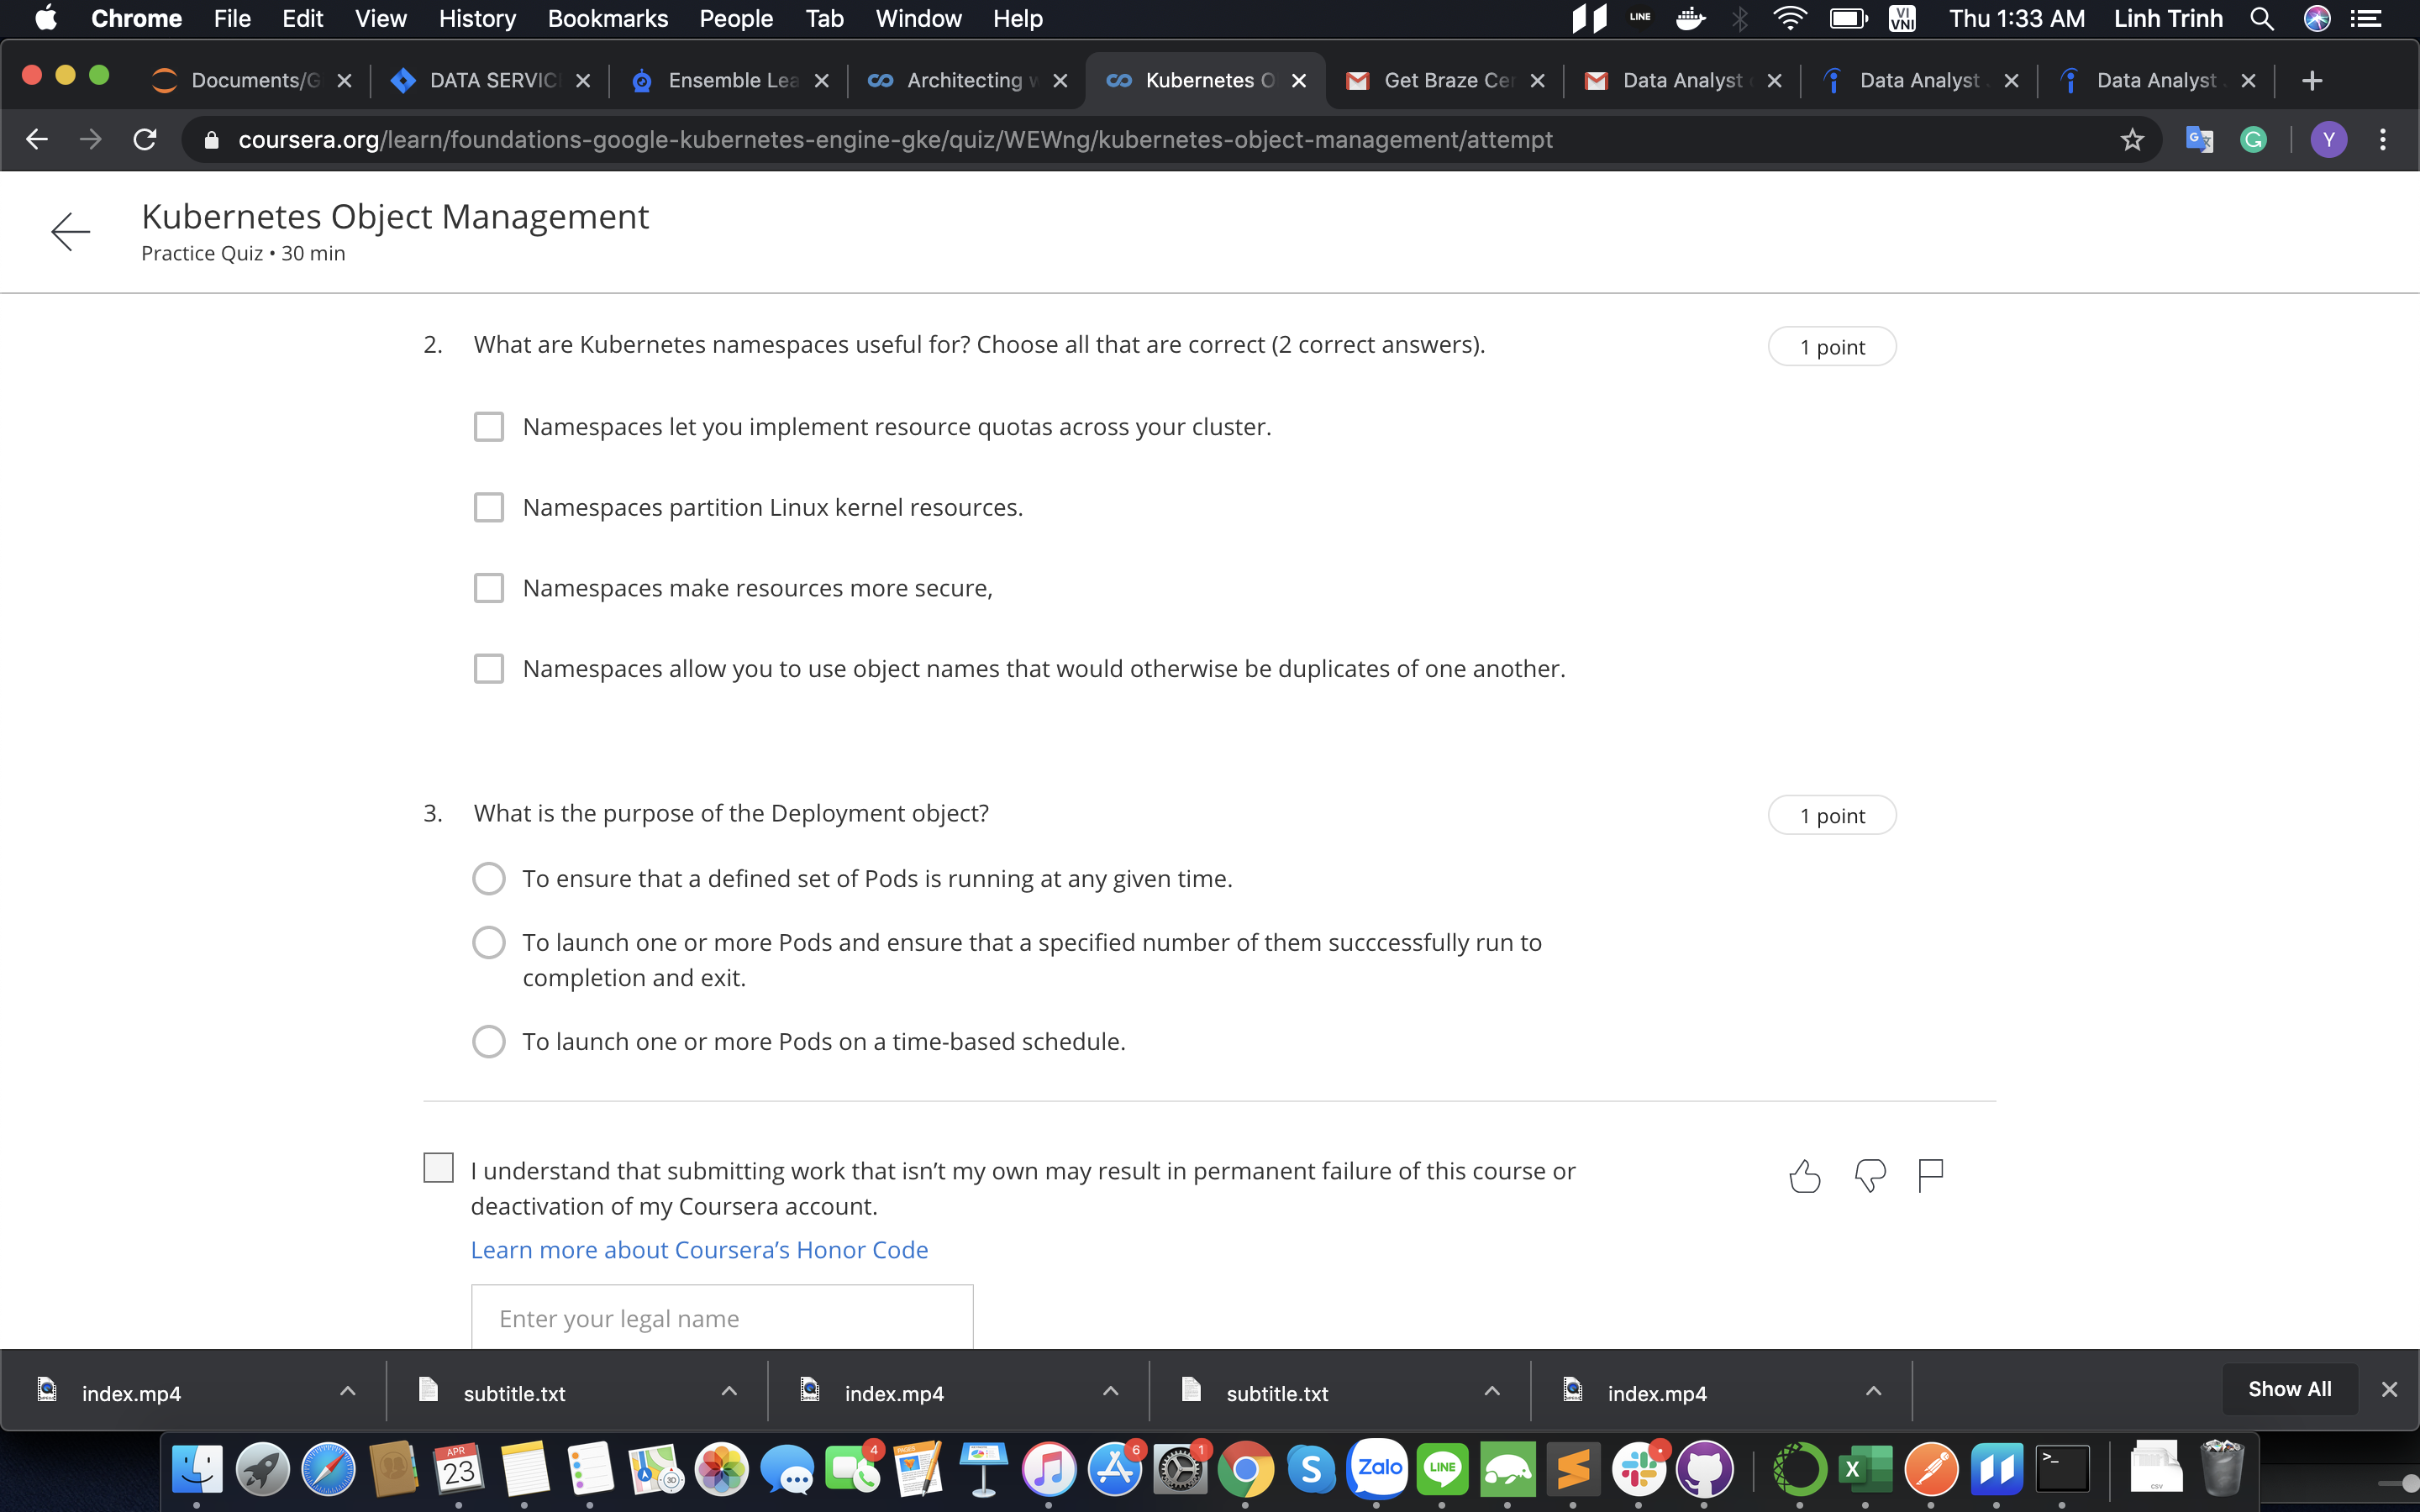 Chrome File Edit View History Bookmarks People Tab Window Help LINE VI VNI Thu 1:33 AM Linh Trinh
Documents/G DATA SERVIC Ensemble Lea Architecting w Kubernetes O Get Braze Cer Data Analyst Data Analyst Data Analyst
coursera.org/learn/foundations-google-kubernetes-engine-gke/quiz/WEWng/kubernetes-object-management/attempt Y
Kubernetes Object Management
Practice Quiz • 30 min
2. What are Kubernetes namespaces useful for? Choose all that are correct (2 correct answers). 1 point
Namespaces let you implement resource quotas across your cluster.
Namespaces partition Linux kernel resources.
Namespaces make resources more secure,
Namespaces allow you to use object names that would otherwise be duplicates of one another.
3. What is the purpose of the Deployment object? 1 point
To ensure that a defined set of Pods is running at any given time.
To launch one or more Pods and ensure that a specified number of them succcessfully run to
completion and exit.
To launch one or more Pods on a time-based schedule.
I understand that submitting work that isn’t my own may result in permanent failure of this course or
deactivation of my Coursera account.
Learn more about Coursera’s Honor Code
Enter your legal name
index.mp4 subtitle.txt index.mp4 subtitle.txt index.mp4 Show All
APR 23 3D 4 PAGES 6 1 S Zalo LINE X >_ CSV